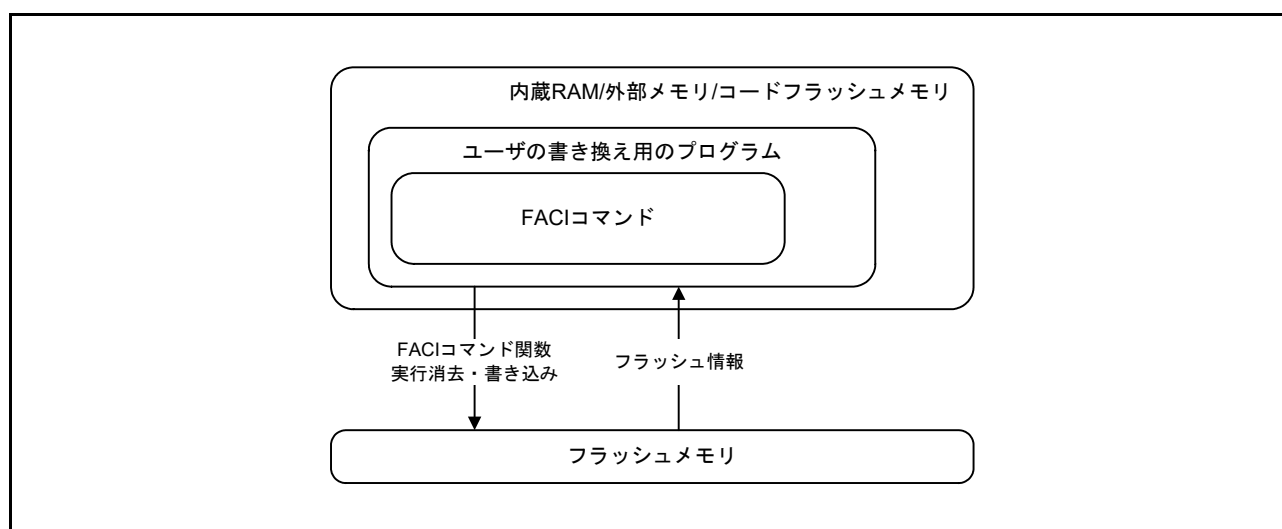 内蔵RAM/外部メモリ/コードフラッシュメモリ
ユーザの書き換え用のプログラム
FACIコマンド
FACIコマンド関数
実行消去・書き込み
フラッシュ情報
フラッシュメモリ